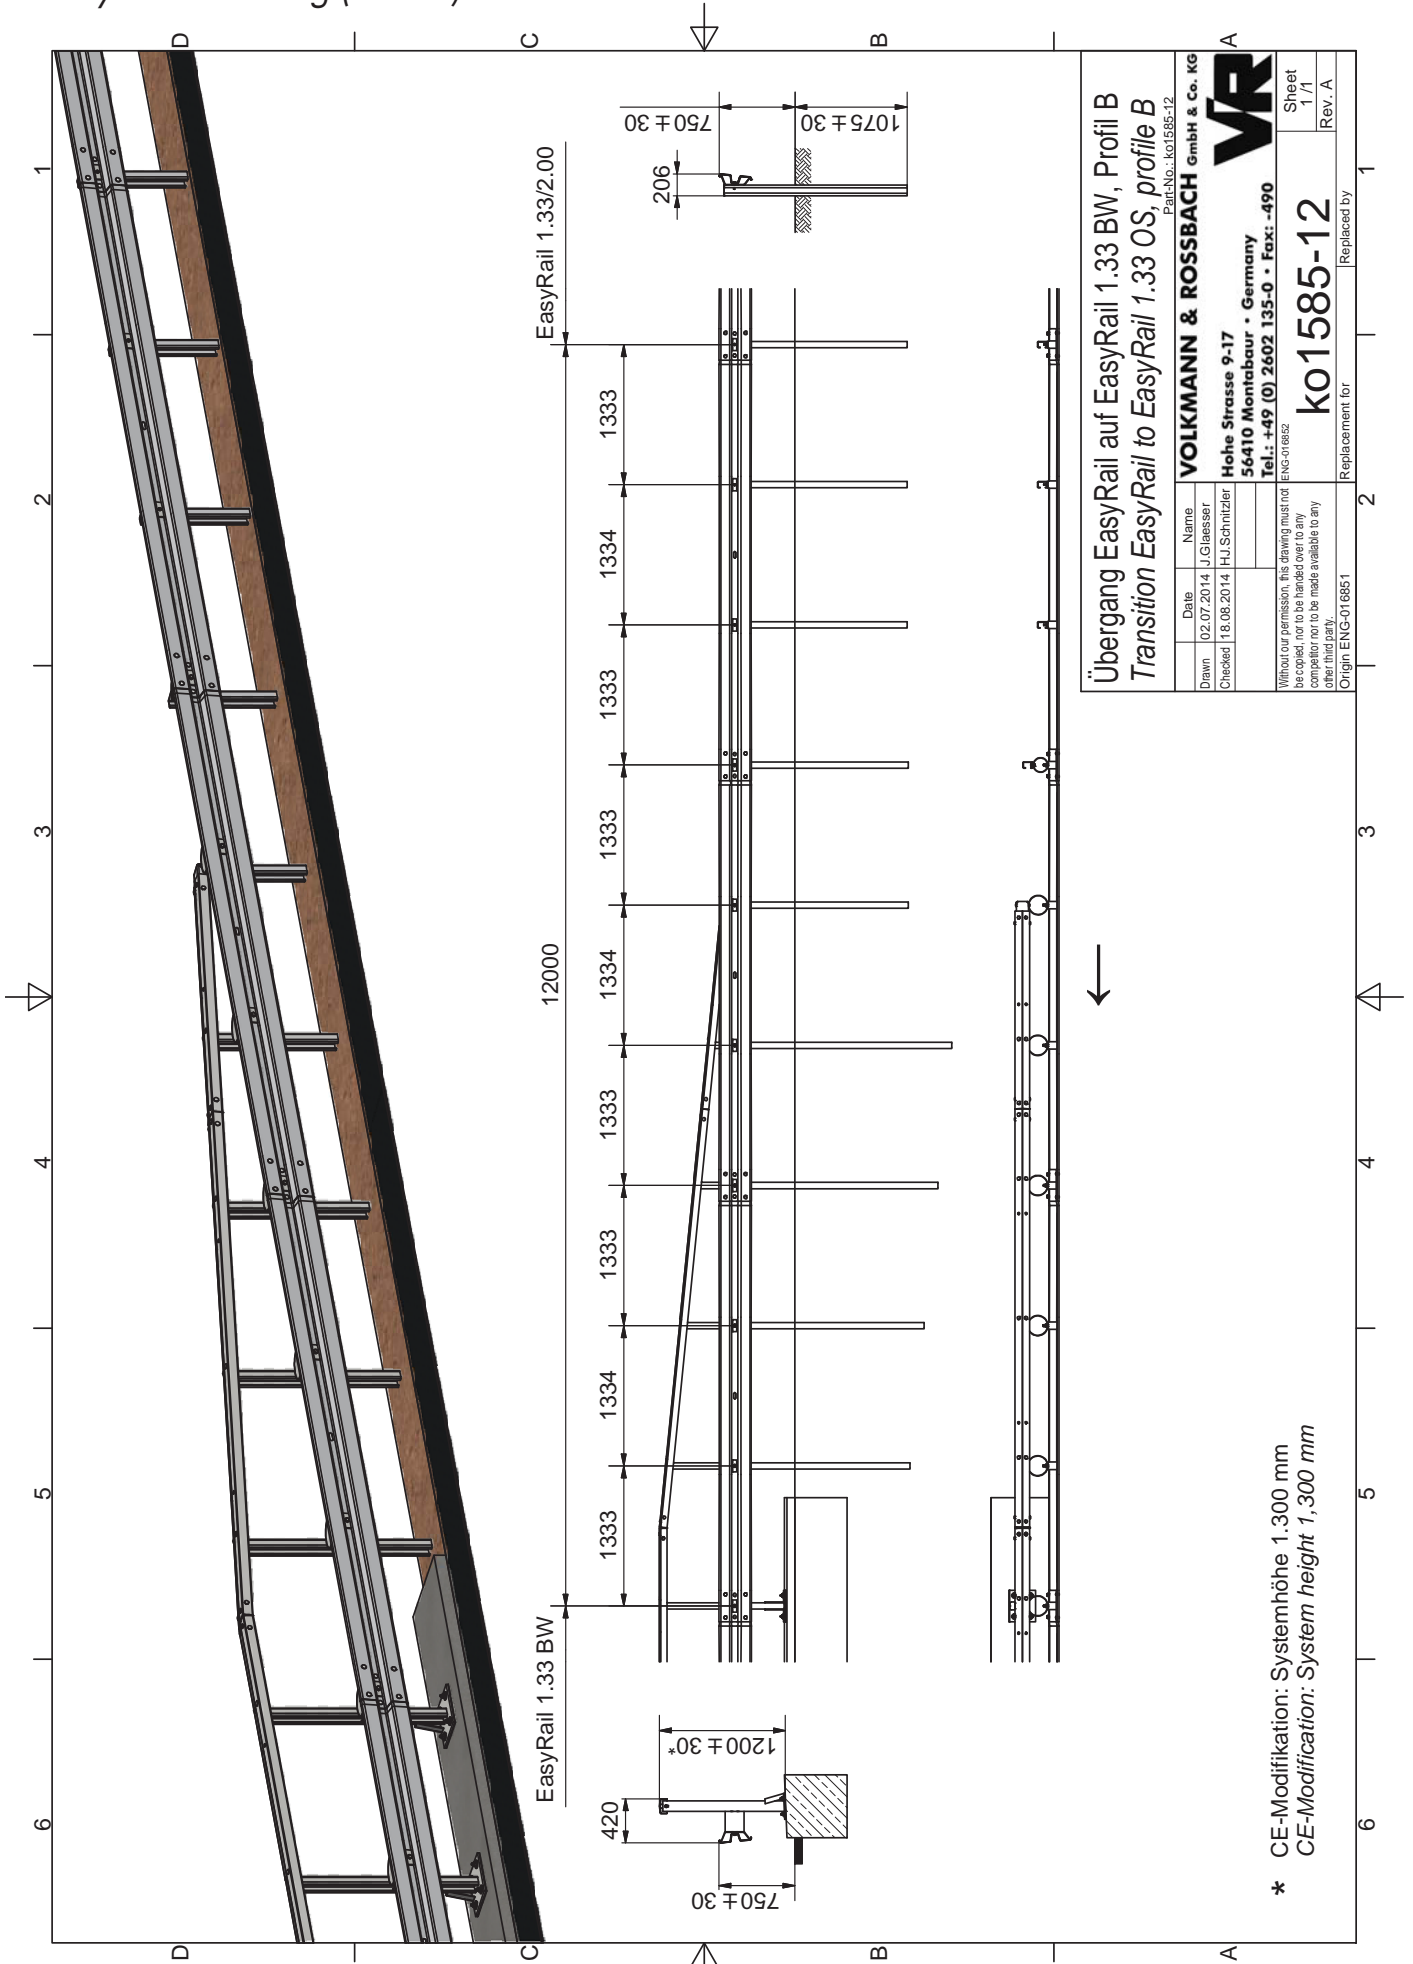 6
5
4
3
2
1
D
C
B
A
D
C
B
A
EasyRail 1.33 BW
12000
EasyRail 1.33/2.00
1333
1334
1333
1333
1334
1333
1333
1334
1333
420
1200±30*
750±30
206
750±30
1075±30
* CE-Modifikation: Systemhöhe 1.300 mm
CE-Modification: System height 1,300 mm
Übergang EasyRail auf EasyRail 1.33 BW, Profil B
Transition EasyRail to EasyRail 1.33 OS, profile B
Part-No.: ko1585-12
Date Name
Drawn 02.07.2014 J.Glaesser
Checked 18.08.2014 HJ.Schnitzler
VOLKMANN & ROSSBACH GmbH & Co. KG
Hohe Strasse 9-17
56410 Montabaur • Germany
Tel.: +49 (0) 2602 135-0 • Fax: -490
VR
Without our permission, this drawing must not
be copied, nor to be handed over to any
competitor nor to be made available to any
other third party.
ENG-016852
ko1585-12
Sheet
1 /1
Rev. A
Origin ENG-016851
Replacement for
Replaced by
6
5
4
3
2
1